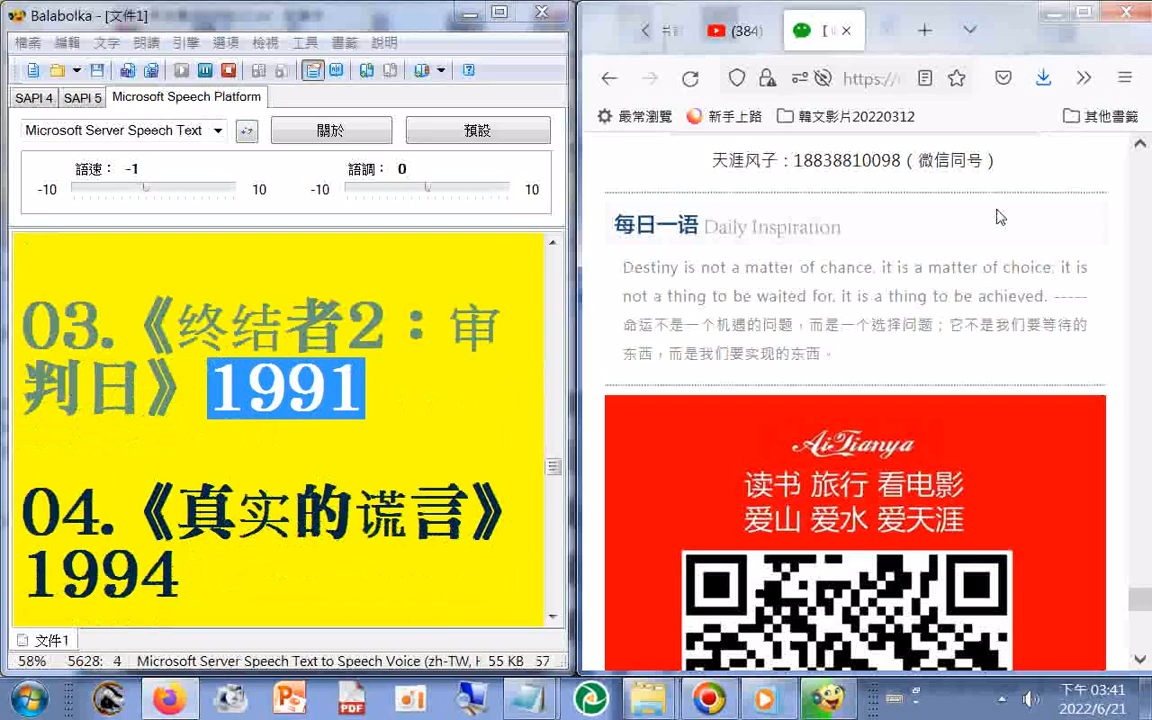 Balabolka - [文件1]
檔案 編輯 文字 朗讀 引擎 選項 檢視 工具 書籤 說明
SAPI 4 SAPI 5 Microsoft Speech Platform
Microsoft Server Speech Text 關於 預設
語速： -1 語調： 0
-10 10 -10 10
03.《终结者2：审
判日》1991
04.《真实的谎言》
1994
文件1
58% 5628: 4 Microsoft Server Speech Text to Speech Voice (zh-TW, H 55 KB 57
(384)
https://
最常瀏覽 新手上路 韓文影片20220312 其他書籤
天涯风子：18838810098（微信同号）
每日一语 Daily Inspiration
Destiny is not a matter of chance, it is a matter of choice; it is
not a thing to be waited for, it is a thing to be achieved. -----
命运不是一个机遇的问题，而是一个选择问题；它不是我们要等待的
东西，而是我们要实现的东西。
AiTianya
读书 旅行 看电影
爱山 爱水 爱天涯
PDF
下午 03:41
2022/6/21